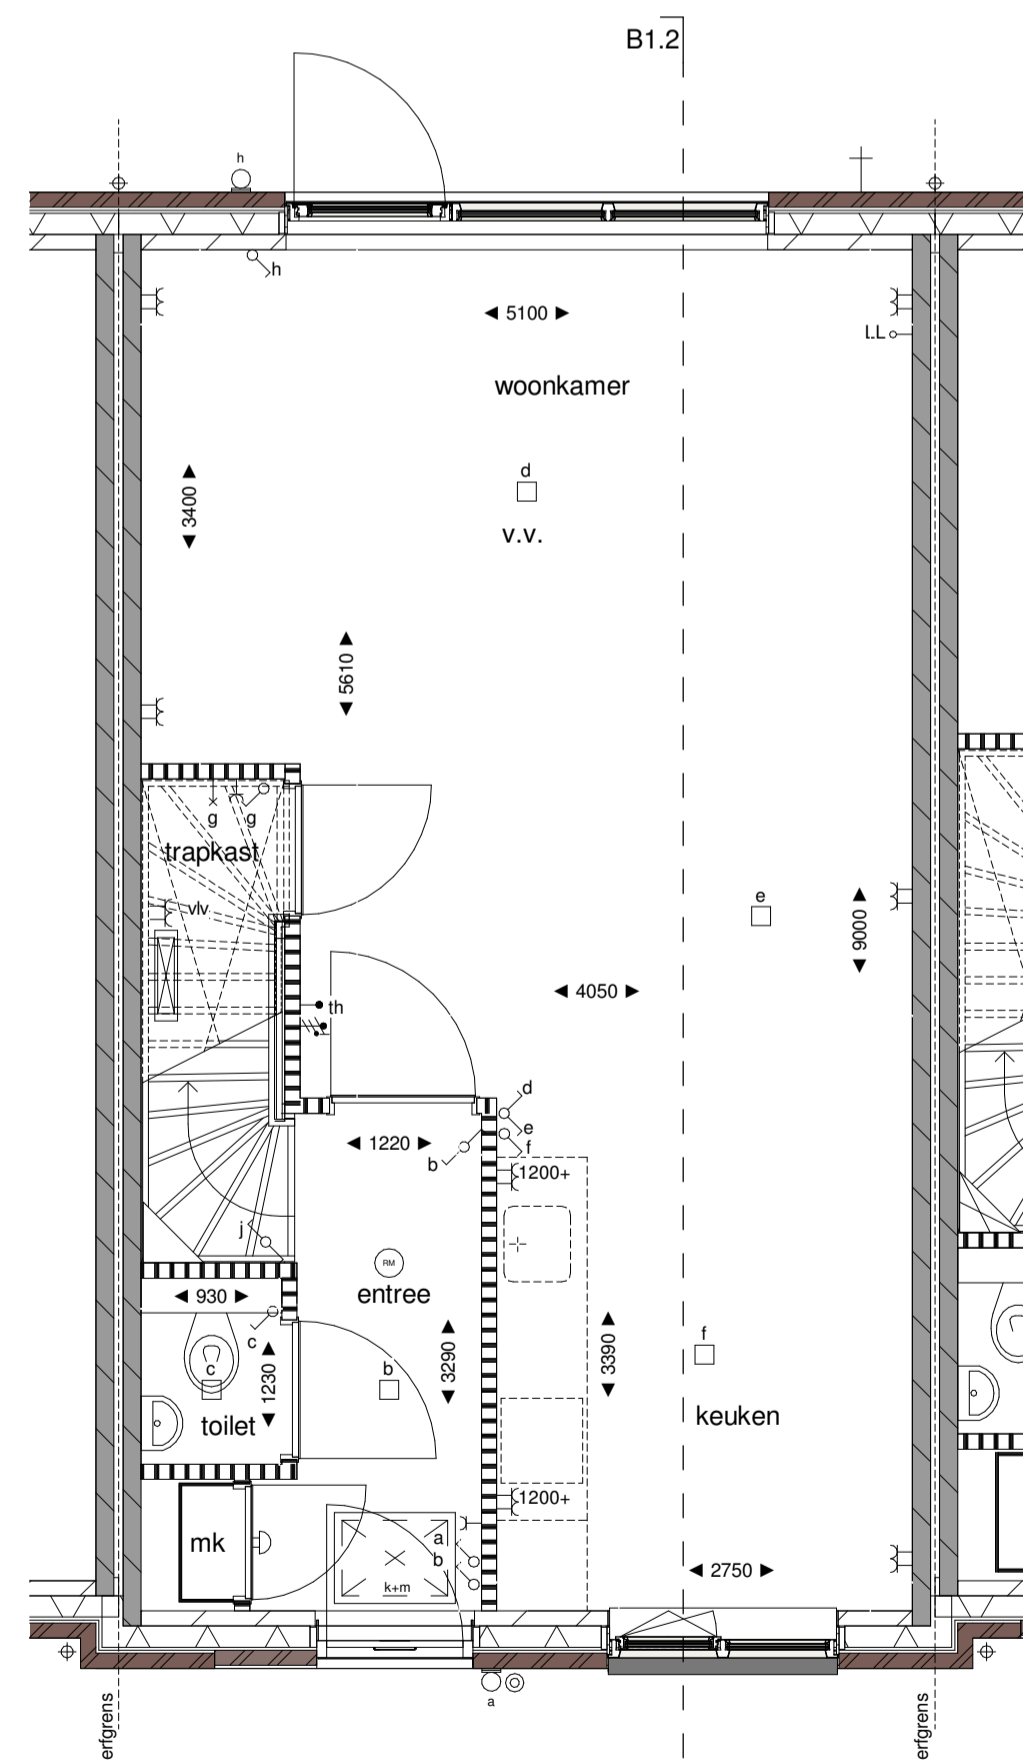 B1.2
h
h
5100
LL
woonkamer
d
3400
v.v.
5610
g
g
trapkast
e
vlv
9000
4050
th
d
e
1220
f
b
1200+
j
RM
entree
930
c
3290
3390
f
c
1230
b
keuken
toilet
1200+
mk
a
b
k+m
2750
a
erfgrens
erfgrens